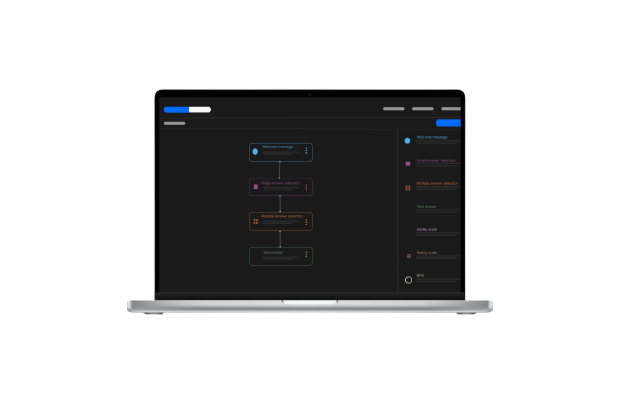 Welcome message
Single answer selection
Multiple answer selection
Text answer
Welcome message
Single answer selection
Multiple answer selection
Text answer
Smiley scale
Rating scale
NPS